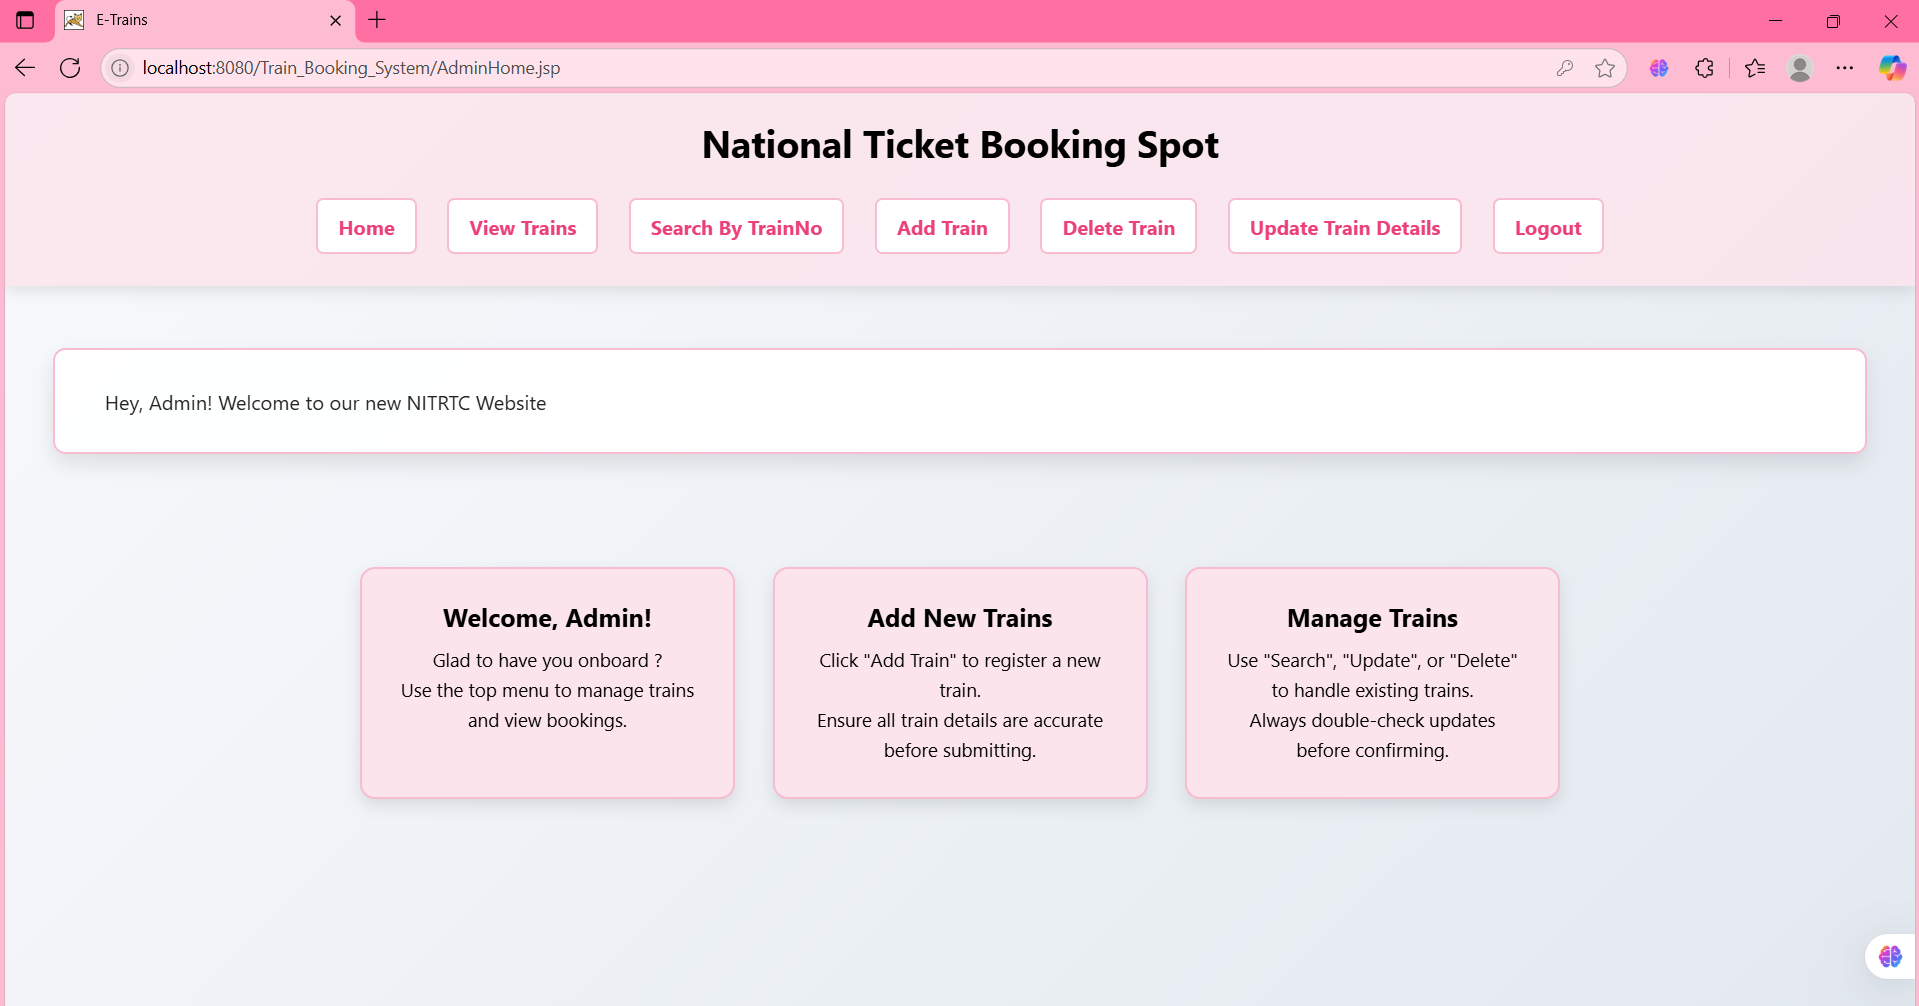 E-Trains
localhost:8080/Train_Booking_System/AdminHome.jsp
National Ticket Booking Spot
Home View Trains Search By TrainNo Add Train Delete Train Update Train Details Logout
Hey, Admin! Welcome to our new NITRTC Website
Welcome, Admin!
Glad to have you onboard ?
Use the top menu to manage trains
and view bookings.
Add New Trains
Click "Add Train" to register a new
train.
Ensure all train details are accurate
before submitting.
Manage Trains
Use "Search", "Update", or "Delete"
to handle existing trains.
Always double-check updates
before confirming.